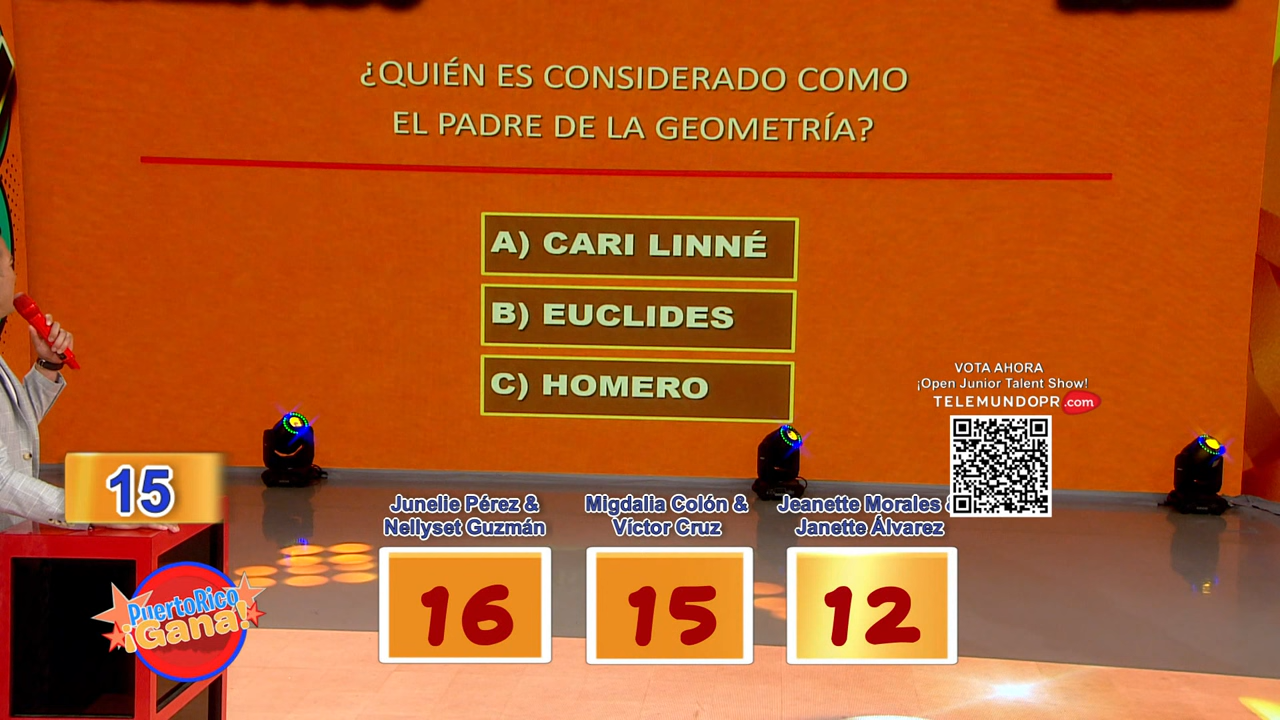 ¿QUIÉN ES CONSIDERADO COMO
EL PADRE DE LA GEOMETRÍA?
A) CARI LINNÉ
B) EUCLIDES
C) HOMERO
VOTA AHORA
¡Open Junior Talent Show!
TELEMUNDOPR.com
15
Junelie Pérez &
Nellyset Guzmán
16
Migdalia Colón &
Víctor Cruz
15
Jeanette Morales &
Janette Álvarez
12
PuertoRico
¡Gana!